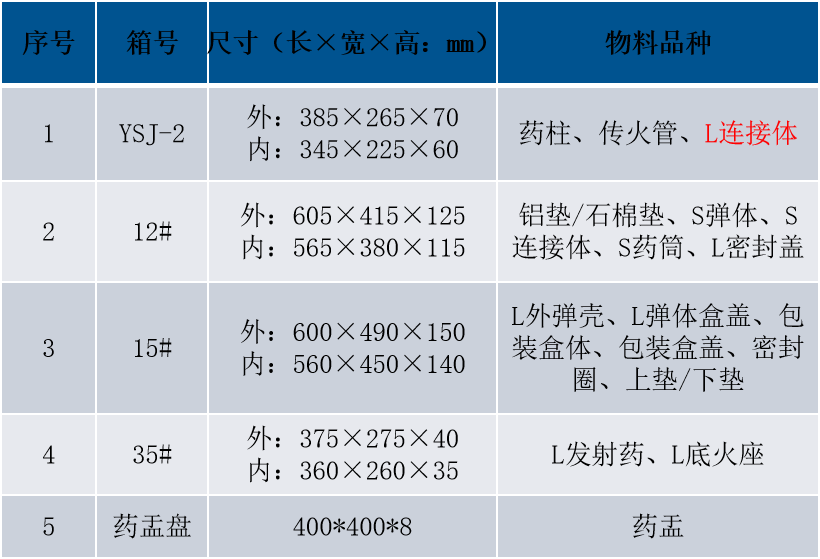 序号 箱号 尺寸（长×宽×高：mm） 物料品种
1 YSJ-2 外：385×265×70
内：345×225×60 药柱、传火管、L连接体
2 12# 外：605×415×125
内：565×380×115 铝垫/石棉垫、S弹体、S
连接体、S药筒、L密封盖
3 15# 外：600×490×150
内：560×450×140 L外弹壳、L弹体盒盖、包
装盒体、包装盒盖、密封
圈、上垫/下垫
4 35# 外：375×275×40
内：360×260×35 L发射药、L底火座
5 药盂盘 400*400*8 药盂